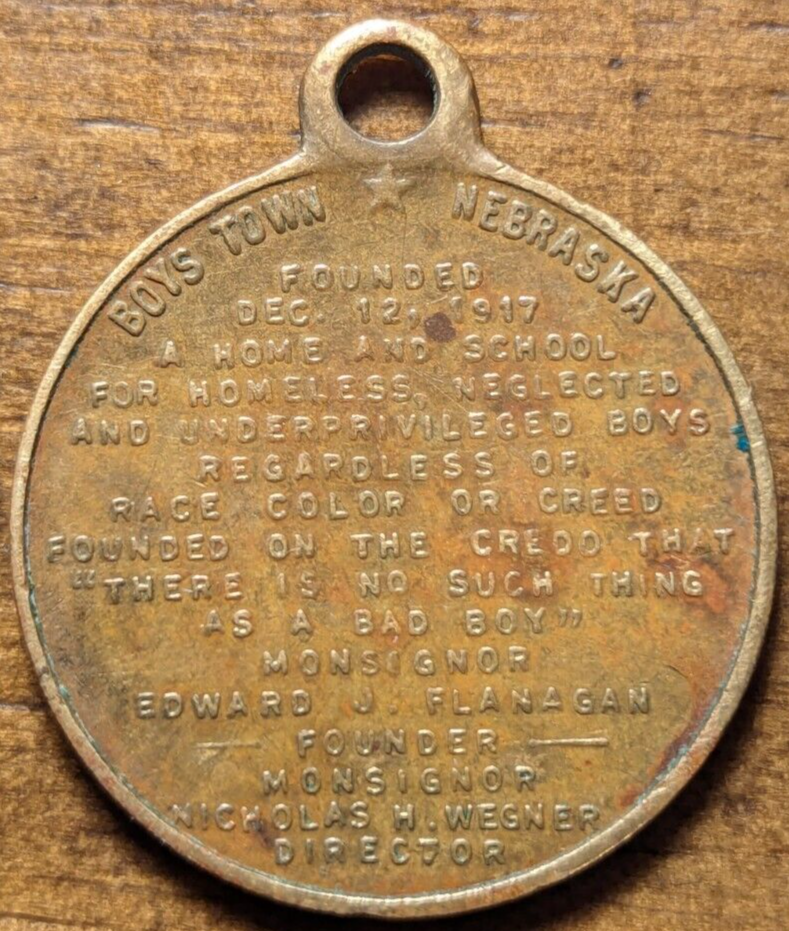 BOYS TOWN ★ NEBRASKA
FOUNDED
DEC. 12, 1917
A HOME AND SCHOOL
FOR HOMELESS, NEGLECTED
AND UNDERPRIVILEGED BOYS
REGARDLESS OF
RACE COLOR OR CREED
FOUNDED ON THE CREDO THAT
“THERE IS NO SUCH THING
AS A BAD BOY”
MONSIGNOR
EDWARD J. FLANAGAN
— FOUNDER —
MONSIGNOR
NICHOLAS H. WEGNER
DIRECTOR